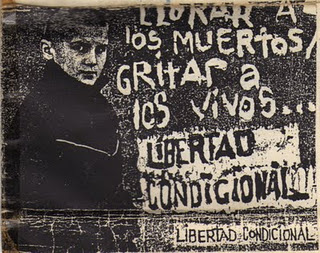 LLORAR A
LOS MUERTOS/
GRITAR A
LOS VIVOS...
LIBERTAD
CONDICIONAL
LIBERTAD CONDICIONAL